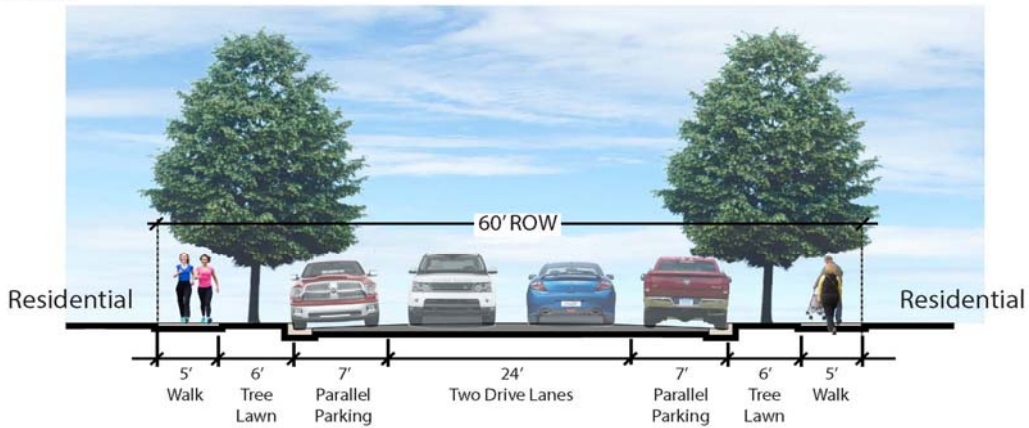 60' ROW
Residential
Residential
5' Walk
6' Tree Lawn
7' Parallel Parking
24' Two Drive Lanes
7' Parallel Parking
6' Tree Lawn
5' Walk